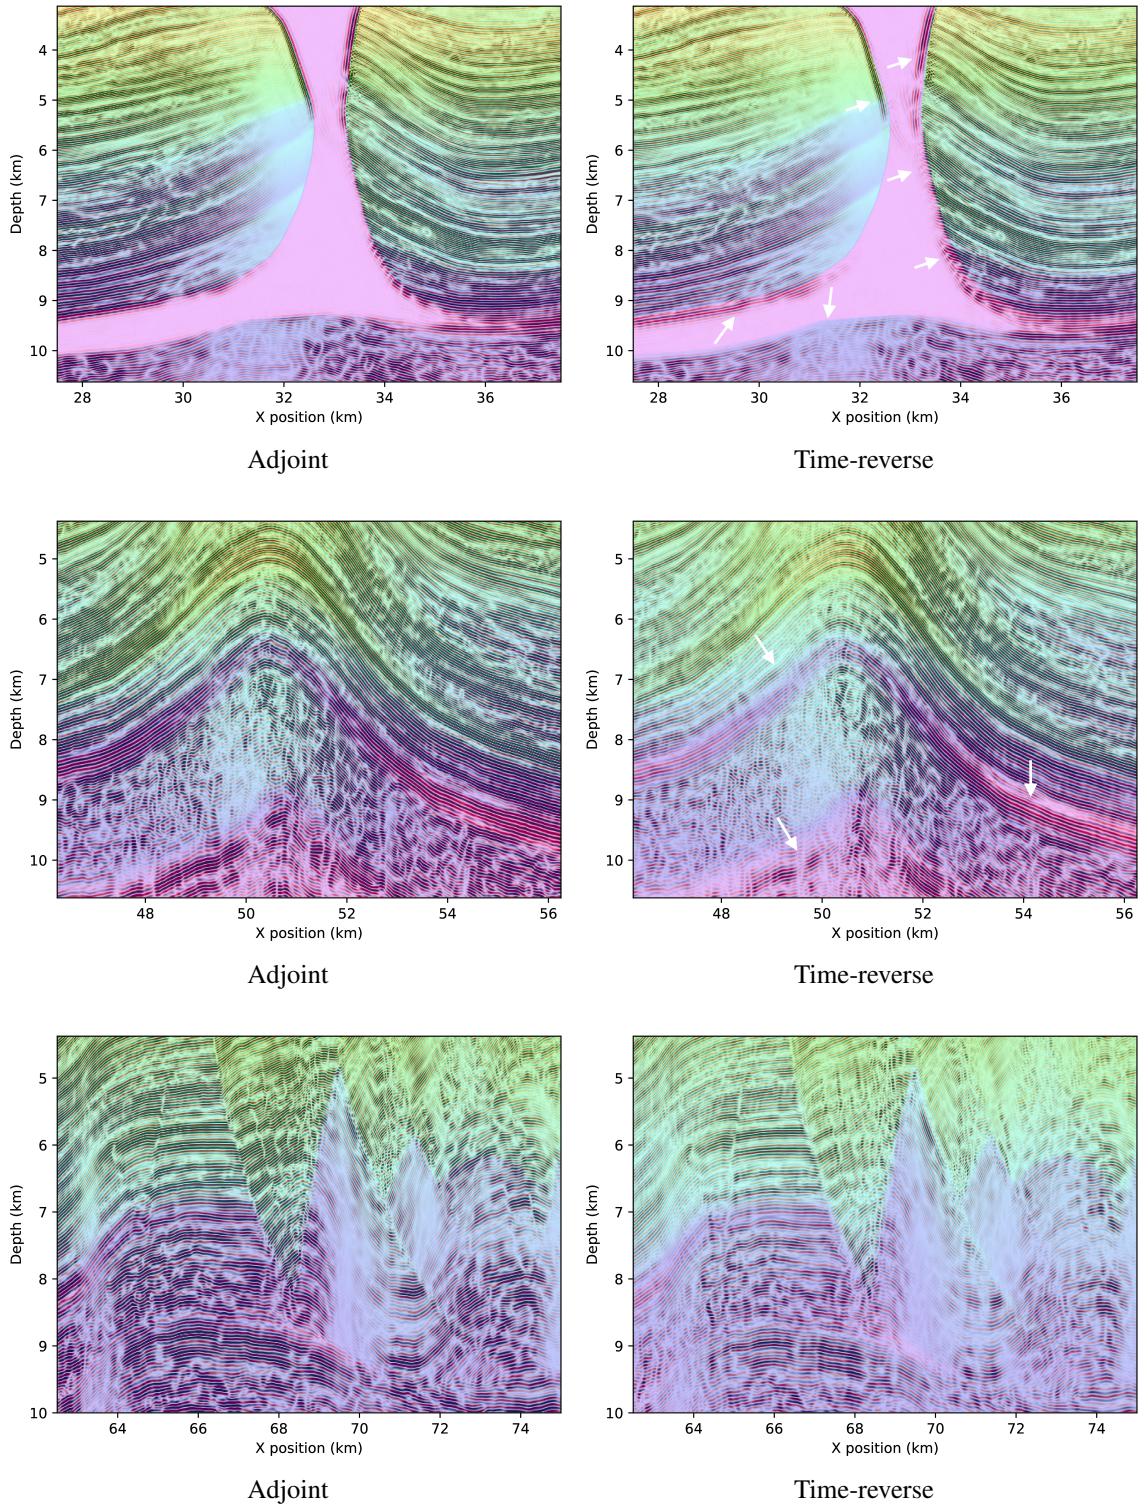 4
5
6
7
8
9
10
Depth (km)
28 30 32 34 36
X position (km)
Adjoint
4
5
6
7
8
9
10
Depth (km)
28 30 32 34 36
X position (km)
Time-reverse
5
6
7
8
9
10
Depth (km)
48 50 52 54 56
X position (km)
Adjoint
5
6
7
8
9
10
Depth (km)
48 50 52 54 56
X position (km)
Time-reverse
5
6
7
8
9
10
Depth (km)
64 66 68 70 72 74
X position (km)
Adjoint
5
6
7
8
9
10
Depth (km)
64 66 68 70 72 74
X position (km)
Time-reverse